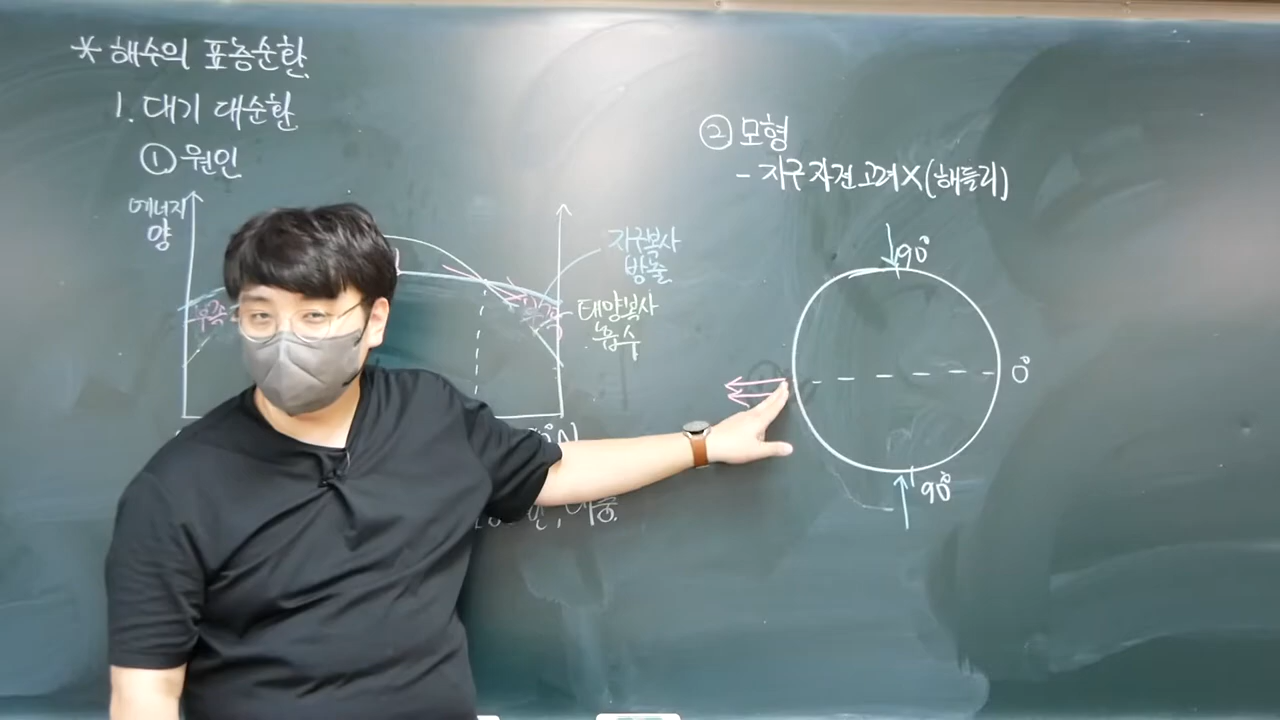 * 해수의 표층순환
1. 대기 대순환
① 원인
에너지
양
지구복사
방출
태양복사
흡수
부족
② 모형
- 지구 자전 고려 X (해들리)
90°
0°
90°